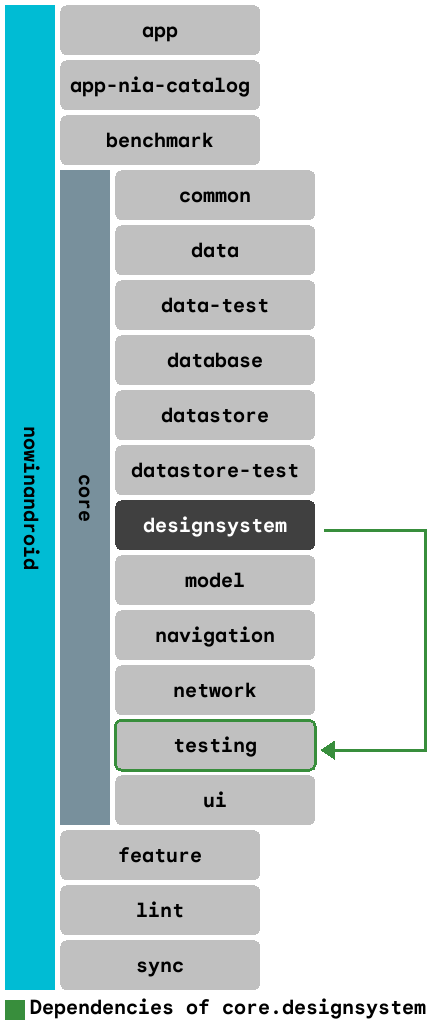 app
app-nia-catalog
benchmark
common
data
data-test
database
datastore
datastore-test
designsystem
model
navigation
network
testing
ui
feature
lint
sync
nowinandroid
core
Dependencies of core.designsystem